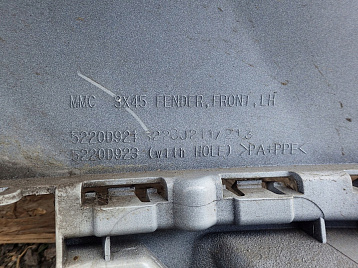 MMC 3X45 FENDER,FRONT,LH
5220D921
5220D923 (with HOLE) >PA+PPE<